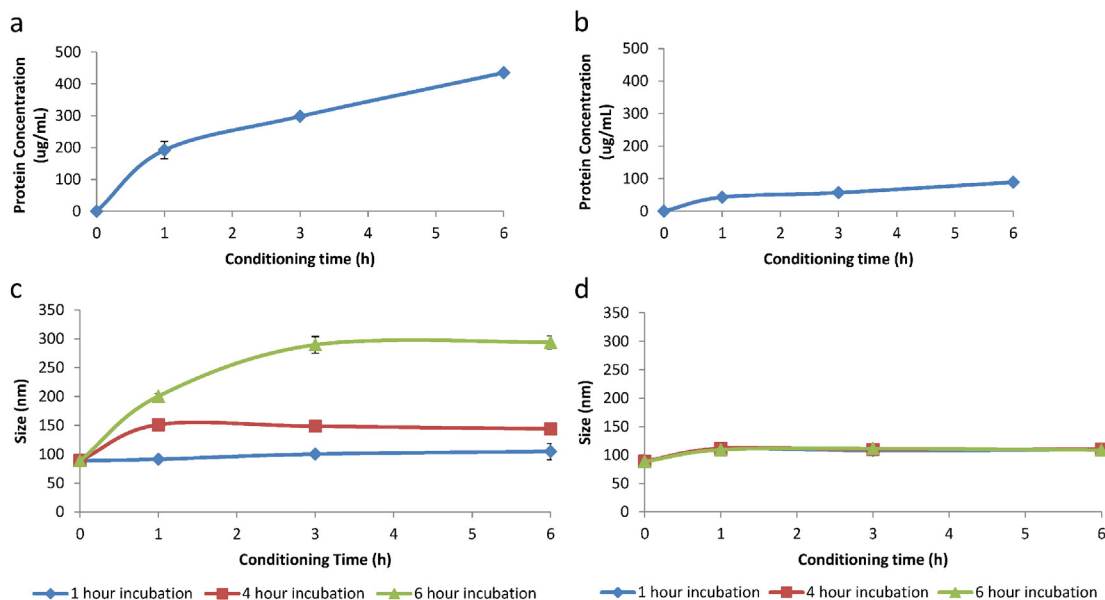 a
500
400
300
200
100
0
Protein Concentration
(ug/mL)
0 1 2 3 4 5 6
Conditioning time (h)
b
500
400
300
200
100
0
Protein Concentration
(ug/mL)
0 1 2 3 4 5 6
Conditioning time (h)
c
350
300
250
200
150
100
50
0
Size (nm)
0 1 2 3 4 5 6
Conditioning Time (h)
1 hour incubation 4 hour incubation 6 hour incubation
d
350
300
250
200
150
100
50
0
Size (nm)
0 1 2 3 4 5 6
Conditioning time (h)
1 hour incubation 4 hour incubation 6 hour incubation